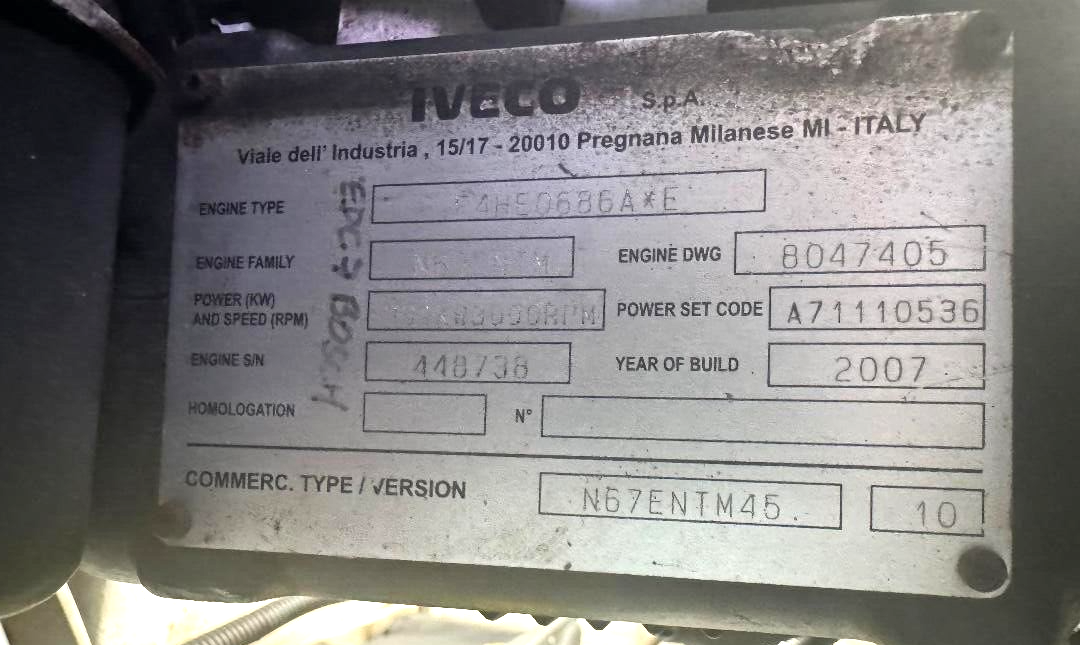 IVECO S.p.A.
Viale dell' Industria , 15/17 - 20010 Pregnana Milanese MI - ITALY
ENGINE TYPE F4HE0686A*E
ENGINE FAMILY ENGINE DWG 8047405
POWER (KW)
AND SPEED (RPM) POWER SET CODE A71110536
ENGINE S/N 448738 YEAR OF BUILD 2007
HOMOLOGATION N°
COMMERC. TYPE / VERSION N67ENTM45 10
EDC7 BOSCH